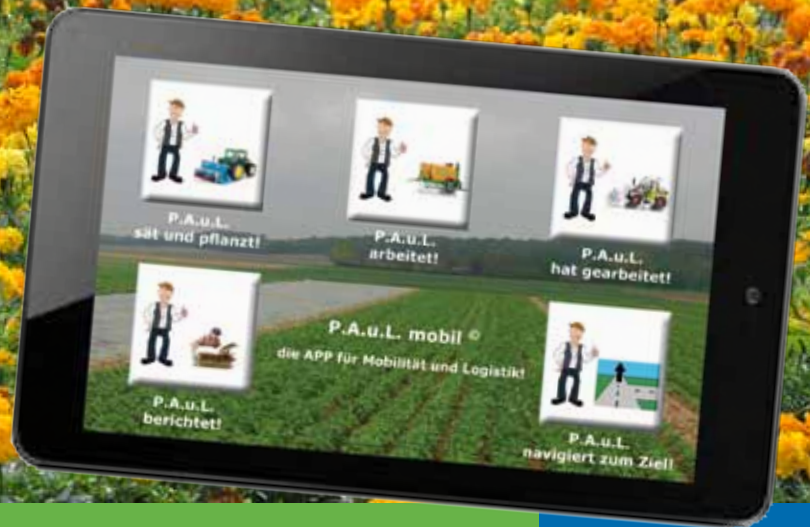 P.A.u.L.
sät und pflanzt!
P.A.u.L.
arbeitet!
P.A.u.L.
hat gearbeitet!
P.A.u.L. mobil ©
die APP für Mobilität und Logistik!
P.A.u.L.
berichtet!
P.A.u.L.
navigiert zum Ziel!